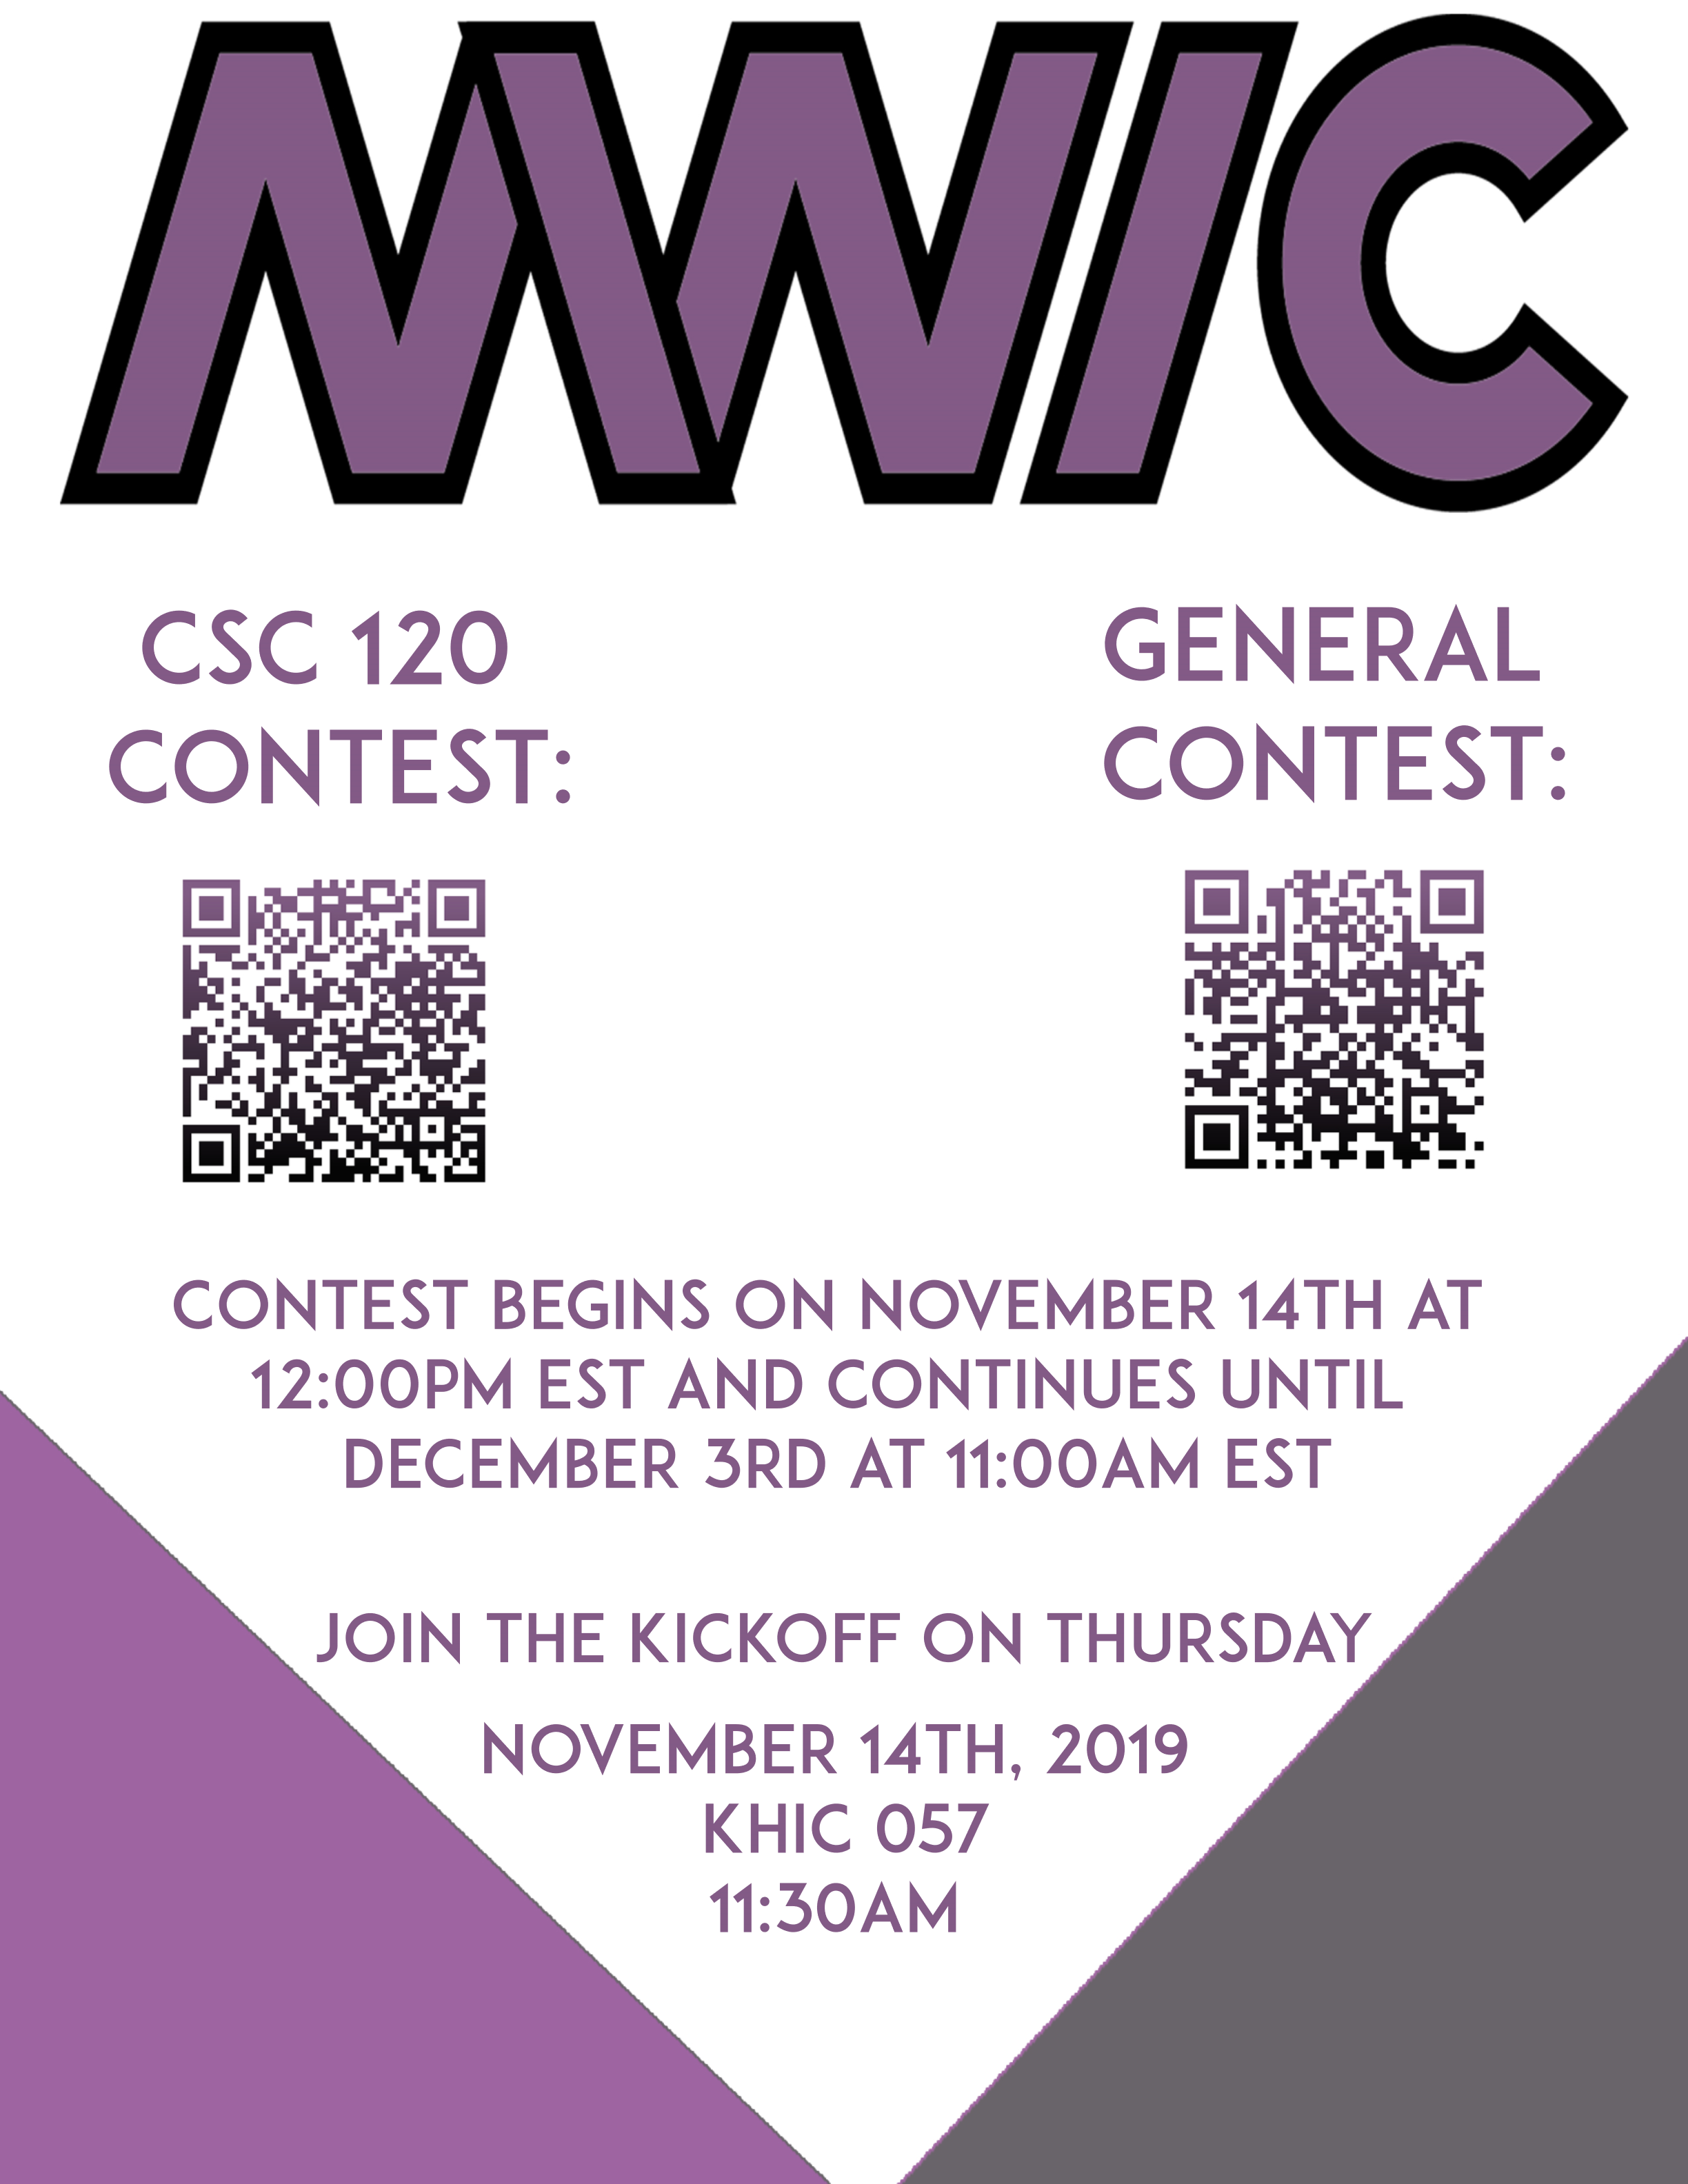 MWIC
CSC 120
CONTEST:
GENERAL
CONTEST:
CONTEST BEGINS ON NOVEMBER 14TH AT
12:00PM EST AND CONTINUES UNTIL
DECEMBER 3RD AT 11:00AM EST
JOIN THE KICKOFF ON THURSDAY
NOVEMBER 14TH, 2019
KHIC 057
11:30AM